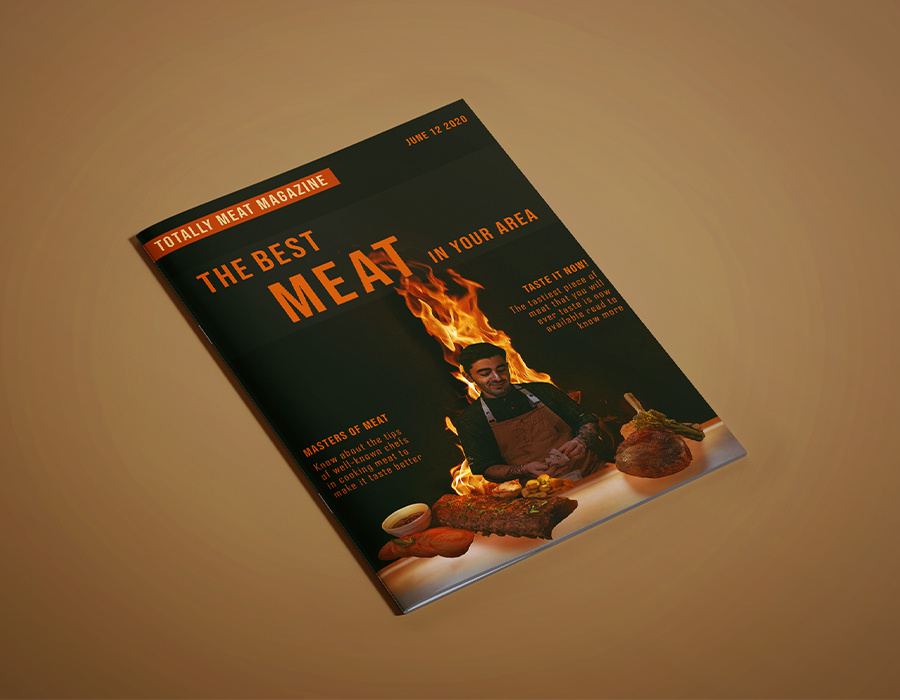 JUNE 12 2020
TOTALLY MEAT MAGAZINE
THE BEST
MEAT IN YOUR AREA
TASTE IT NOW!
The tastiest piece of
meat that you will
ever taste is now
available read to
know more
MASTERS OF MEAT
Know about the tips
of well-known chefs
in cooking meat to
make it taste better